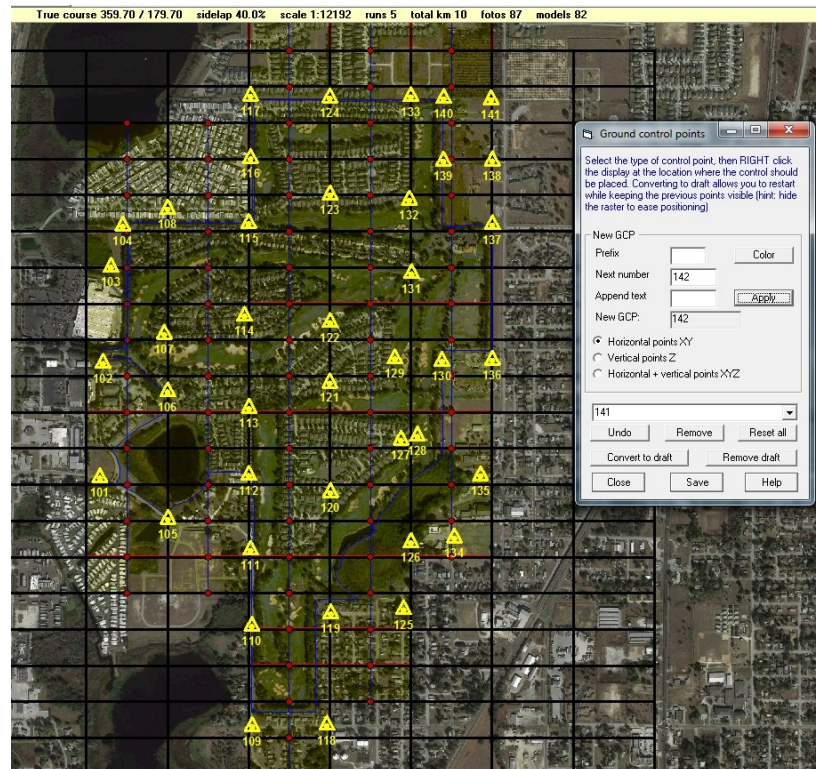 True course 359.70 / 179.70 sidelap 40.0% scale 1:12192 runs 5 total km 10 fotos 87 models 82
117
124
133
140
141
116
139
138
108
123
132
104
115
137
103
131
114
122
107
102
129
130
136
106
121
113
127
128
101
112
135
120
105
111
126
134
110
119
125
109
118
Ground control points
Select the type of control point, then RIGHT click
the display at the location where the control should
be placed. Converting to draft allows you to restart
while keeping the previous points visible (hint: hide
the raster to ease positioning)
New GCP
Prefix
Color
Next number 142
Append text
Apply
New GCP: 142
Horizontal points XY
Vertical points Z
Horizontal + vertical points XYZ
141
Undo Remove Reset all
Convert to draft Remove draft
Close Save Help